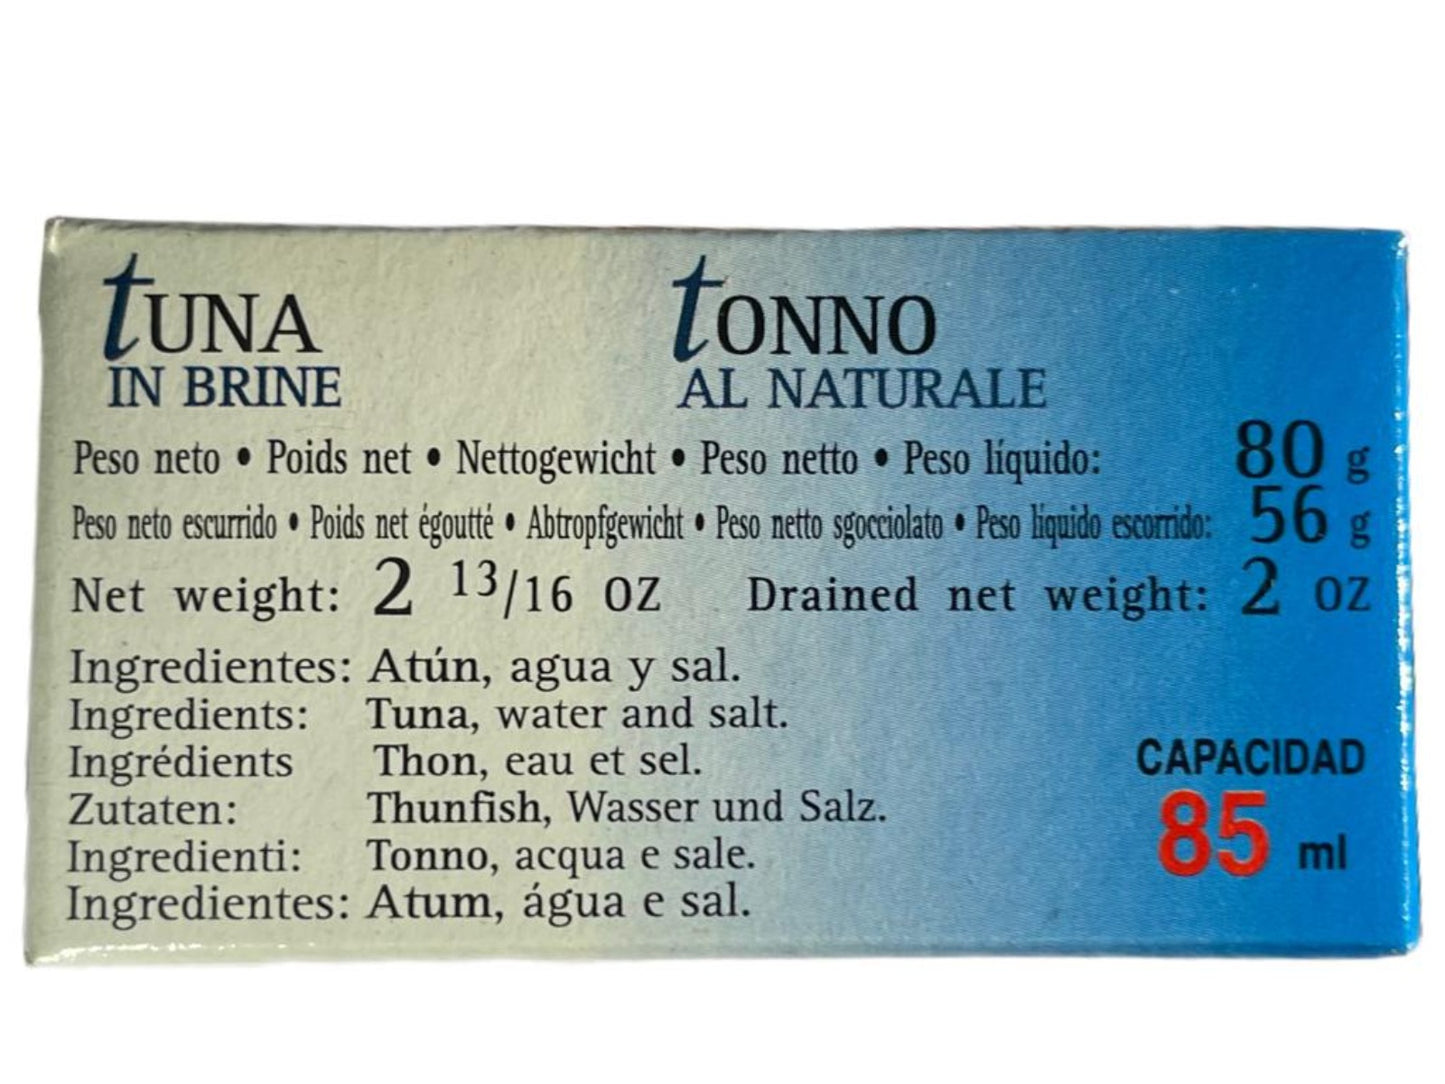 tUNA
IN BRINE
tONNO
AL NATURALE
Peso neto • Poids net • Nettogewicht • Peso netto • Peso líquido: 80 g
Peso neto escurrido • Poids net égoutté • Abtropfgewicht • Peso netto sgocciolato • Peso líquido escorrido: 56 g
Net weight: 2 13/16 OZ Drained net weight: 2 OZ
Ingredientes: Atún, agua y sal.
Ingredients: Tuna, water and salt.
Ingrédients Thon, eau et sel.
Zutaten: Thunfish, Wasser und Salz.
Ingredienti: Tonno, acqua e sale.
Ingredientes: Atum, água e sal.
CAPACIDAD
85 ml